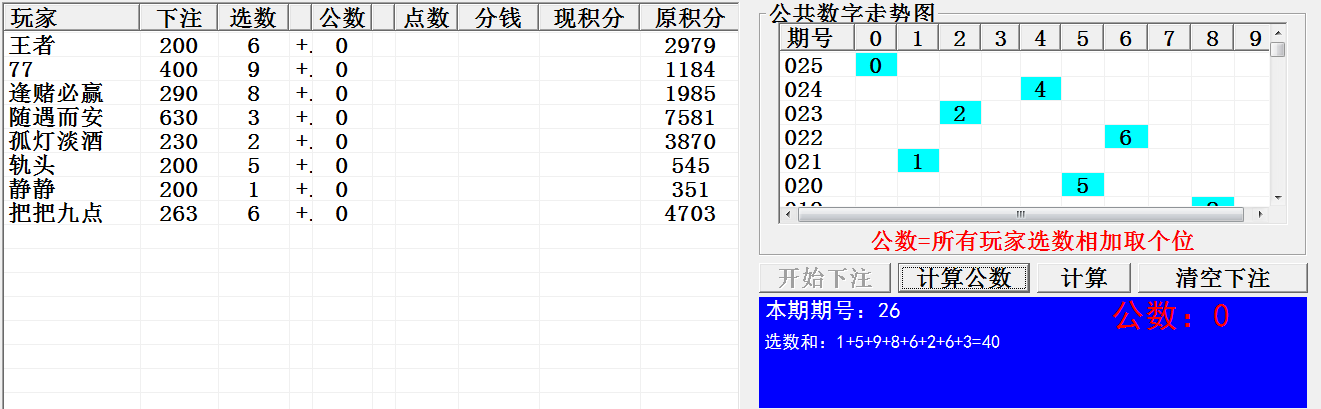 玩家 下注 选数 公数 点数 分钱 现积分 原积分
王者 200 6 +. 0 2979
77 400 9 +. 0 1184
逢赌必赢 290 8 +. 0 1985
随遇而安 630 3 +. 0 7581
孤灯淡酒 230 2 +. 0 3870
轨头 200 5 +. 0 545
静静 200 1 +. 0 351
把把九点 263 6 +. 0 4703
公共数字走势图
期号 0 1 2 3 4 5 6 7 8 9
025 0
024 4
023 2
022 6
021 1
020 5
公数=所有玩家选数相加取个位
开始下注 计算公数 计算 清空下注
本期期号：26 公数：0
选数和：1+5+9+8+6+2+6+3=40